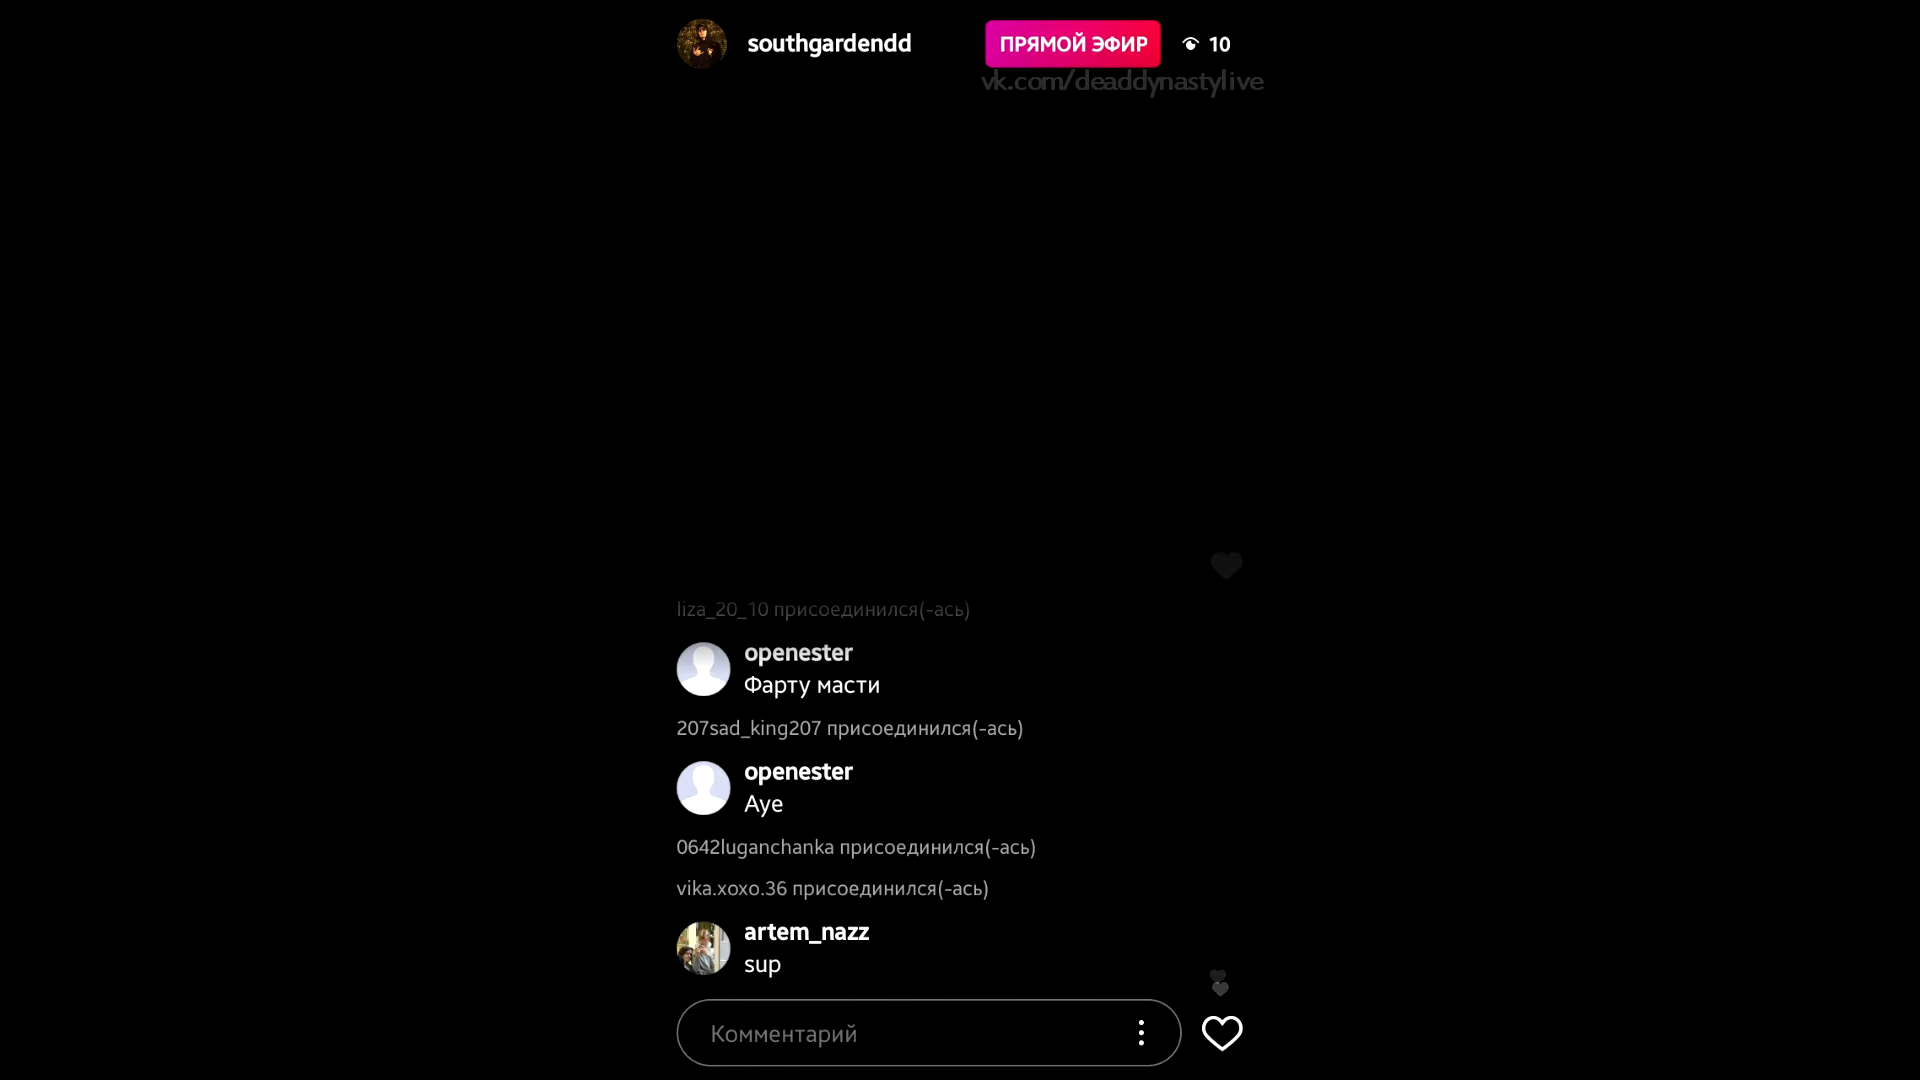 southgardendd
ПРЯМОЙ ЭФИР
10
vk.com/deaddynastylive
liza_20_10 присоединился(-ась)
openester
Фарту масти
207sad_king207 присоединился(-ась)
openester
Aye
0642luganchanka присоединился(-ась)
vika.xoxo.36 присоединился(-ась)
artem_nazz
sup
Комментарий